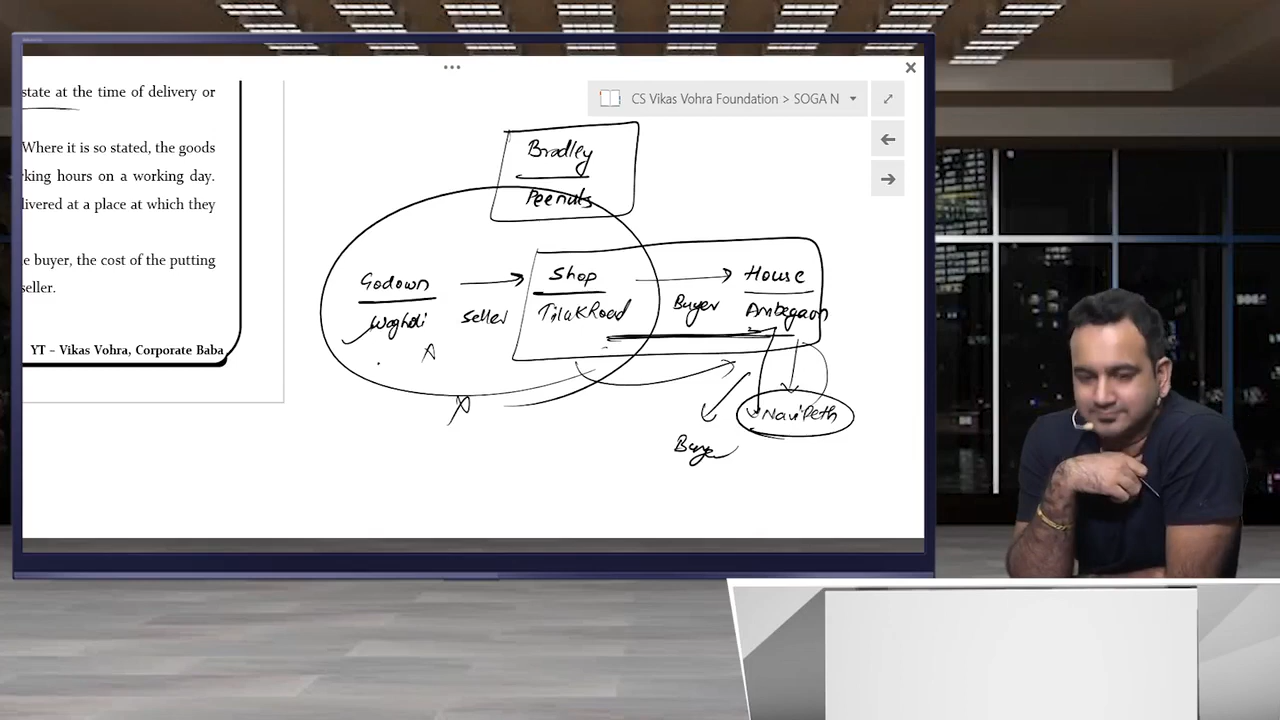 state at the time of delivery or
Where it is so stated, the goods
rking hours on a working day.
livered at a place at which they
e buyer, the cost of the putting
seller.
YT – Vikas Vohra, Corporate Baba
CS Vikas Vohra Foundation > SOGA N
Bradley
Peenuts
Godown
Wagholi
Seller
Shop
TilakRoad
Buyer
House
Ambegaon
NaviPeth
Buyer